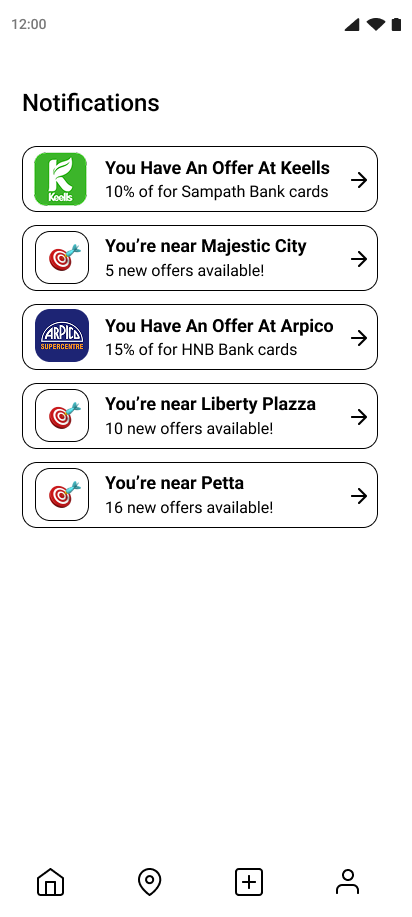 12:00
Notifications
Keells
You Have An Offer At Keells
10% of for Sampath Bank cards
You're near Majestic City
5 new offers available!
ARPICO
SUPERCENTRE
You Have An Offer At Arpico
15% of for HNB Bank cards
You're near Liberty Plazza
10 new offers available!
You're near Petta
16 new offers available!